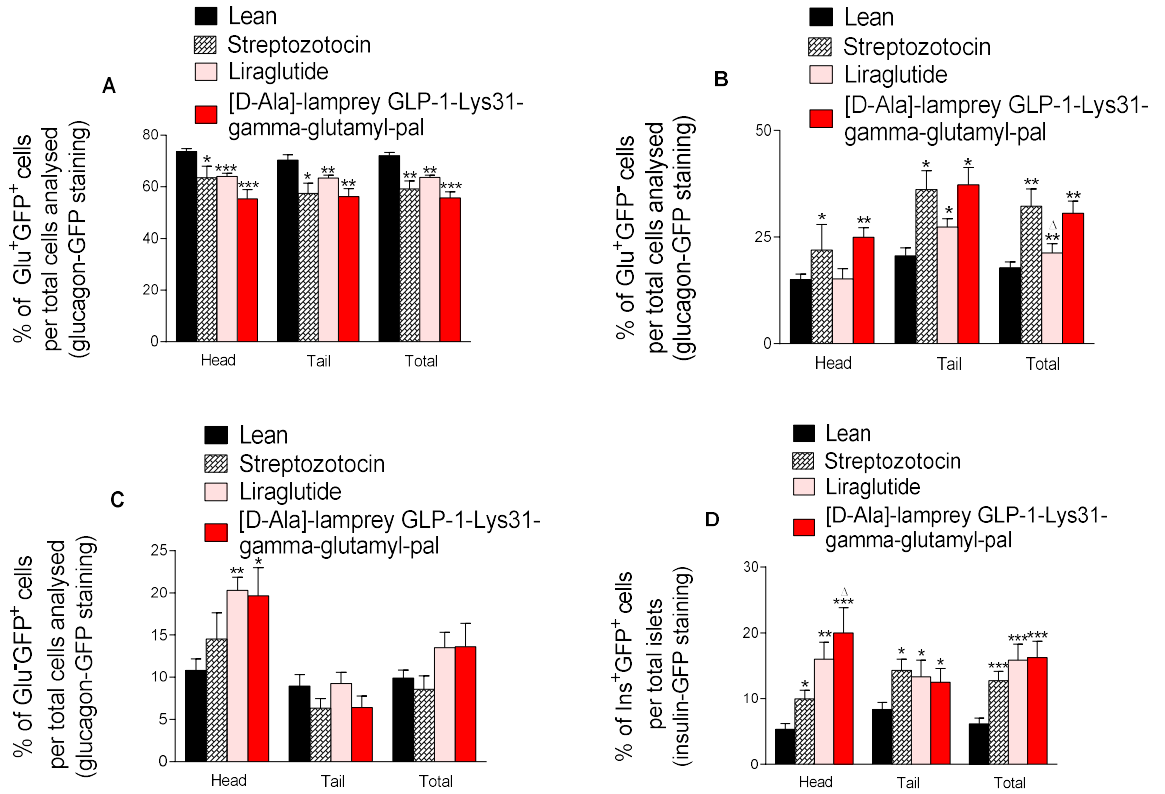 A
Lean
Streptozotocin
Liraglutide
[D-Ala]-lamprey GLP-1-Lys31-
gamma-glutamyl-pal
% of Glu+GFP+ cells
per total cells analysed
(glucagon-GFP staining)
80
60
40
20
0
* *** ***
* ** **
** ** ***
Head Tail Total
B
Lean
Streptozotocin
Liraglutide
[D-Ala]-lamprey GLP-1-Lys31-
gamma-glutamyl-pal
% of Glu+GFP- cells
per total cells analysed
(glucagon-GFP staining)
50
25
0
* **
* * *
** \ ** **
Head Tail Total
C
Lean
Streptozotocin
Liraglutide
[D-Ala]-lamprey GLP-1-Lys31-
gamma-glutamyl-pal
% of Glu-GFP+ cells
per total cells analysed
(glucagon-GFP staining)
25
20
15
10
5
0
** *
Head Tail Total
D
Lean
Streptozotocin
Liraglutide
[D-Ala]-lamprey GLP-1-Lys31-
gamma-glutamyl-pal
% of Ins+GFP+ cells
per total islets
(insulin-GFP staining)
30
20
10
0
* ** Δ ***
* * *
*** *** ***
Head Tail Total